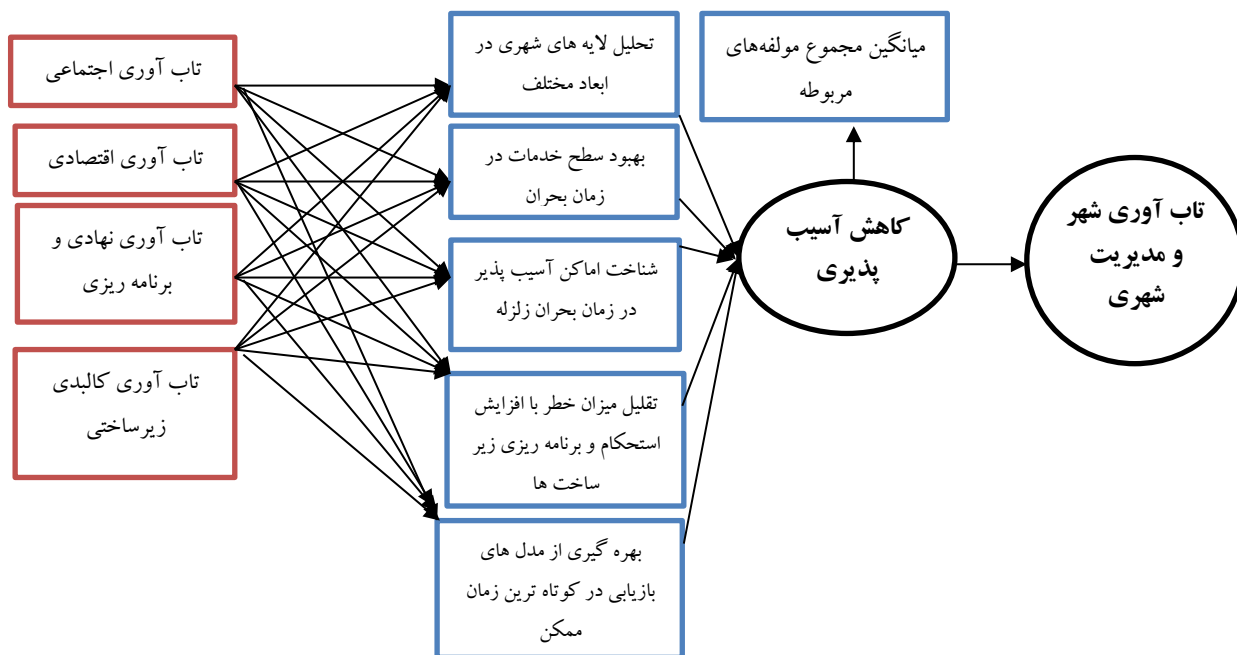 تاب آوری اجتماعی
تاب آوری اقتصادی
تاب آوری نهادی و
برنامه ریزی
تاب آوری کالبدی
زیرساختی
تحلیل لایه های شهری در
ابعاد مختلف
بهبود سطح خدمات در
زمان بحران
شناخت اماکن آسیب پذیر
در زمان بحران زلزله
تقلیل میزان خطر با افزایش
استحکام و برنامه ریزی زیر
ساخت ها
بهره گیری از مدل های
بازیابی در کوتاه ترین زمان
ممکن
میانگین مجموع مولفه‌های
مربوطه
کاهش آسیب
پذیری
تاب آوری شهر
و مدیریت
شهری